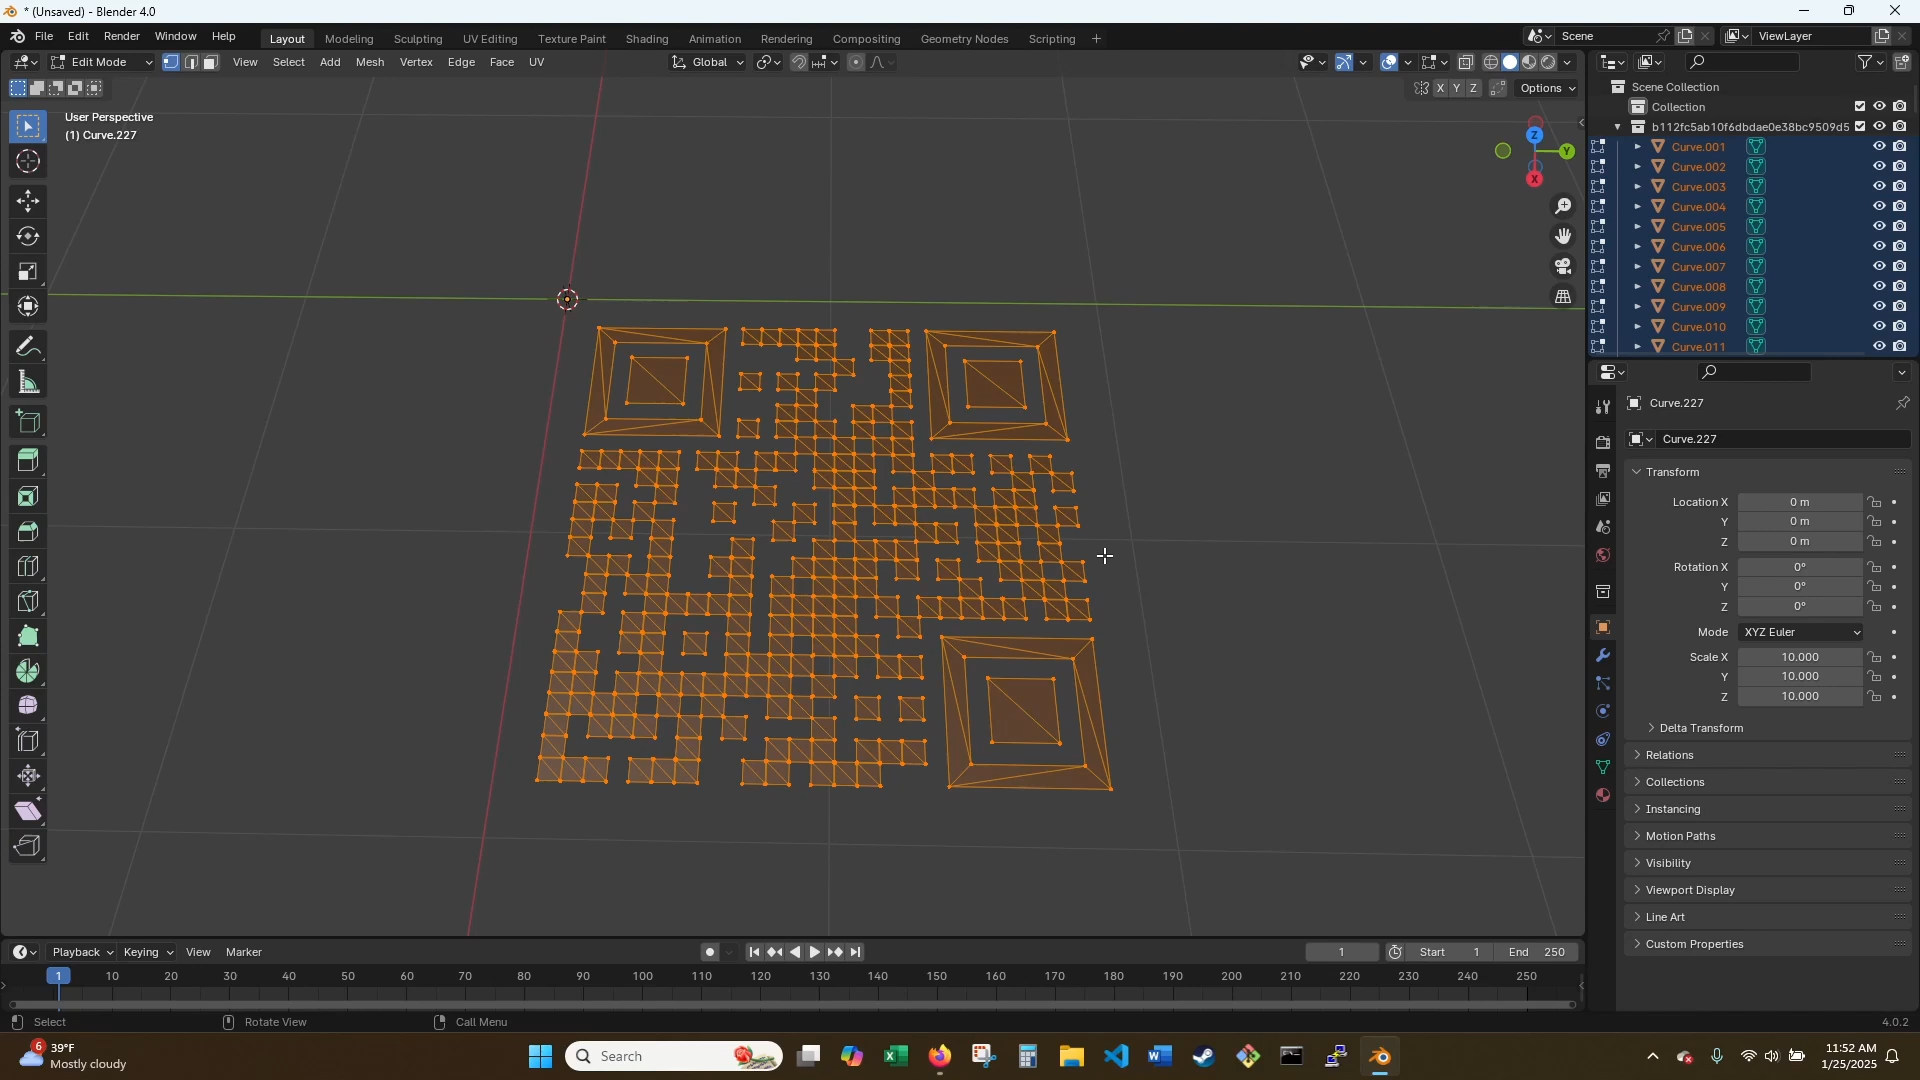 * (Unsaved) - Blender 4.0
File Edit Render Window Help
Layout Modeling Sculpting UV Editing Texture Paint Shading Animation Rendering Compositing Geometry Nodes Scripting +
Scene
ViewLayer
Edit Mode
View Select Add Mesh Vertex Edge Face UV
Global
X Y Z
Options
User Perspective
(1) Curve.227
Z
Y
X
Scene Collection
Collection
b112fc5ab10f6dbdae0e38bc9509d5
Curve.001
Curve.002
Curve.003
Curve.004
Curve.005
Curve.006
Curve.007
Curve.008
Curve.009
Curve.010
Curve.011
Curve.227
Curve.227
Transform
Location X 0 m
Y 0 m
Z 0 m
Rotation X 0°
Y 0°
Z 0°
Mode XYZ Euler
Scale X 10.000
Y 10.000
Z 10.000
Delta Transform
Relations
Collections
Instancing
Motion Paths
Visibility
Viewport Display
Line Art
Custom Properties
Playback Keying View Marker
1
Start 1 End 250
1 10 20 30 40 50 60 70 80 90 100 110 120 130 140 150 160 170 180 190 200 210 220 230 240 250
Select Rotate View Call Menu
4.0.2
6
39°F
Mostly cloudy
Search
11:52 AM
1/25/2025